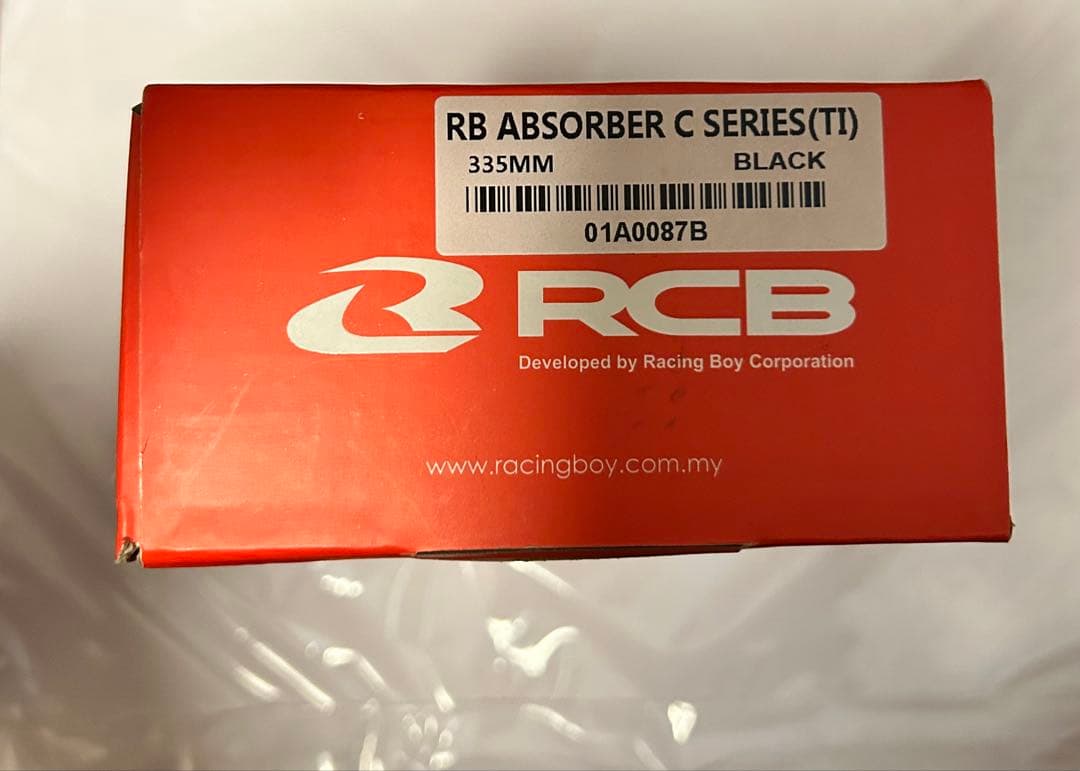 RB ABSORBER C SERIES(TI)
335MM BLACK
01A0087B
RCB
Developed by Racing Boy Corporation
www.racingboy.com.my